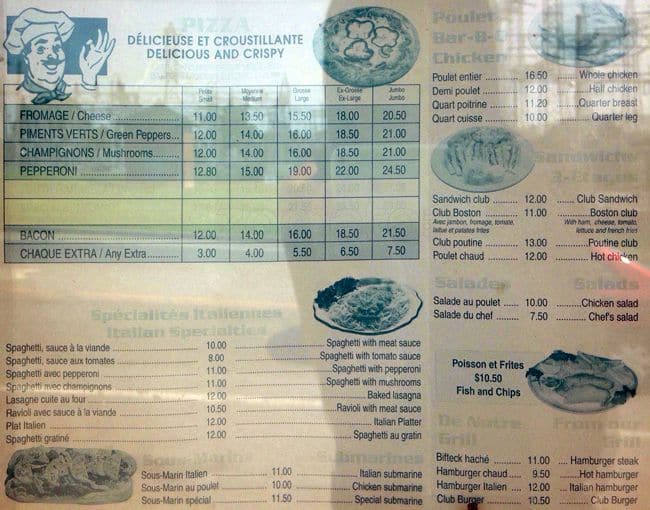 PIZZA
DÉLICIEUSE ET CROUSTILLANTE
DELICIOUS AND CRISPY
Petite Moyenne Grosse Ex-Grosse Jumbo
Small Medium Large Ex-Large Jumbo
FROMAGE / Cheese 11.00 13.50 15.50 18.00 20.50
PIMENTS VERTS / Green Peppers... 12.00 14.00 16.00 18.50 21.00
CHAMPIGNONS / Mushrooms 12.00 14.00 16.00 18.50 21.00
PEPPERONI 12.80 15.00 19.00 22.00 24.50
BACON 12.00 14.00 16.00 18.50 21.50
CHAQUE EXTRA / Any Extra 3.00 4.00 5.50 6.50 7.50
Spécialités Italiennes
Italian Specialties
Spaghetti, sauce à la viande 10.00 Spaghetti with meat sauce
Spaghetti, sauce aux tomates 8.00 Spaghetti with tomato sauce
Spaghetti avec pepperoni 11.00 Spaghetti with pepperoni
Spaghetti avec champignons 11.00 Spaghetti with mushrooms
Lasagne cuite au four 12.00 Baked lasagna
Ravioli avec sauce à la viande 10.50 Ravioli with meat sauce
Plat Italien 12.00 Italian Platter
Spaghetti gratiné 12.00 Spaghetti au gratin
Sous-Marins Submarines
Sous-Marin Italien 11.00 Italian submarine
Sous-Marin au poulet 10.00 Chicken submarine
Sous-Marin spécial 11.50 Special submarine
Poulet
Bar-B-Q
Chicken
Poulet entier 16.50 Whole chicken
Demi poulet 12.00 Half chicken
Quart poitrine 11.20 Quarter breast
Quart cuisse 10.00 Quarter leg
Sandwich club 12.00 Club Sandwich
Club Boston 11.00 Boston club
Avec jambon, fromage, tomate, With ham, cheese, tomato,
laitue et patates frites lettuce and french fries
Club poutine 13.00 Poutine club
Poulet chaud 12.00 Hot chicken
Salades Salads
Salade au poulet 10.00 Chicken salad
Salade du chef 7.50 Chef's salad
Poisson et Frites
$10.50
Fish and Chips
De Notre From our
Grill Grill
Bifteck haché 11.00 Hamburger steak
Hamburger chaud 9.50 Hot hamburger
Hamburger Italien 12.00 Italian hamburger
Club Burger 10.50 Club Burger